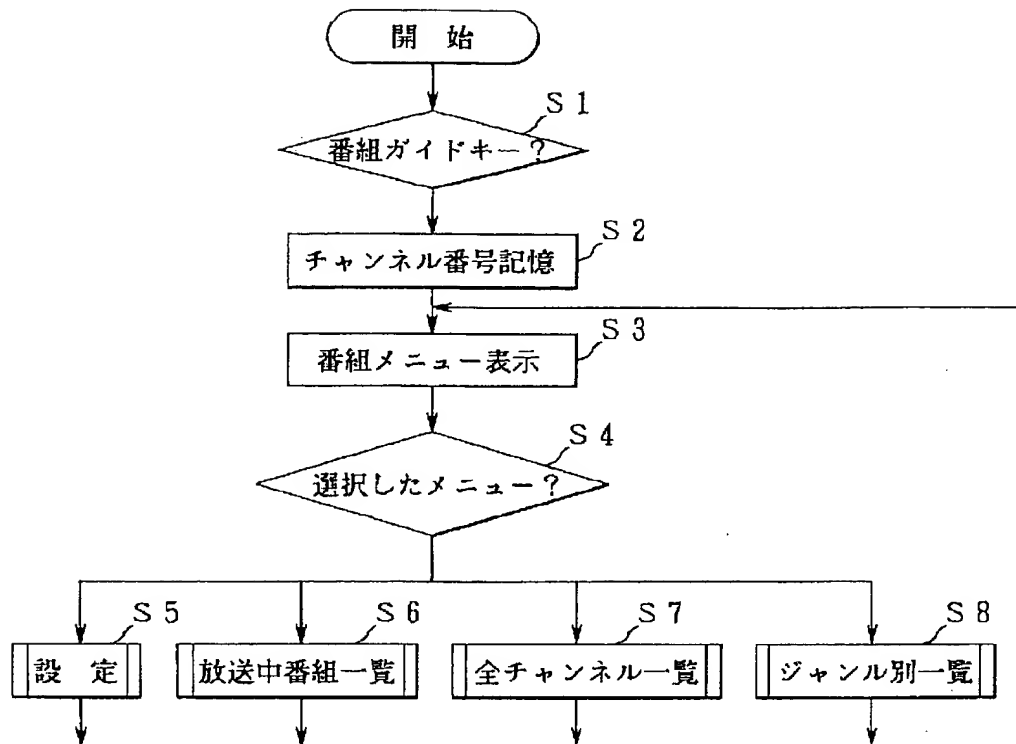 開 始
S1
番組ガイドキー?
S2
チャンネル番号記憶
S3
番組メニュー表示
S4
選択したメニュー?
S5
S6
S7
S8
設 定
放送中番組一覧
全チャンネル一覧
ジャンル別一覧